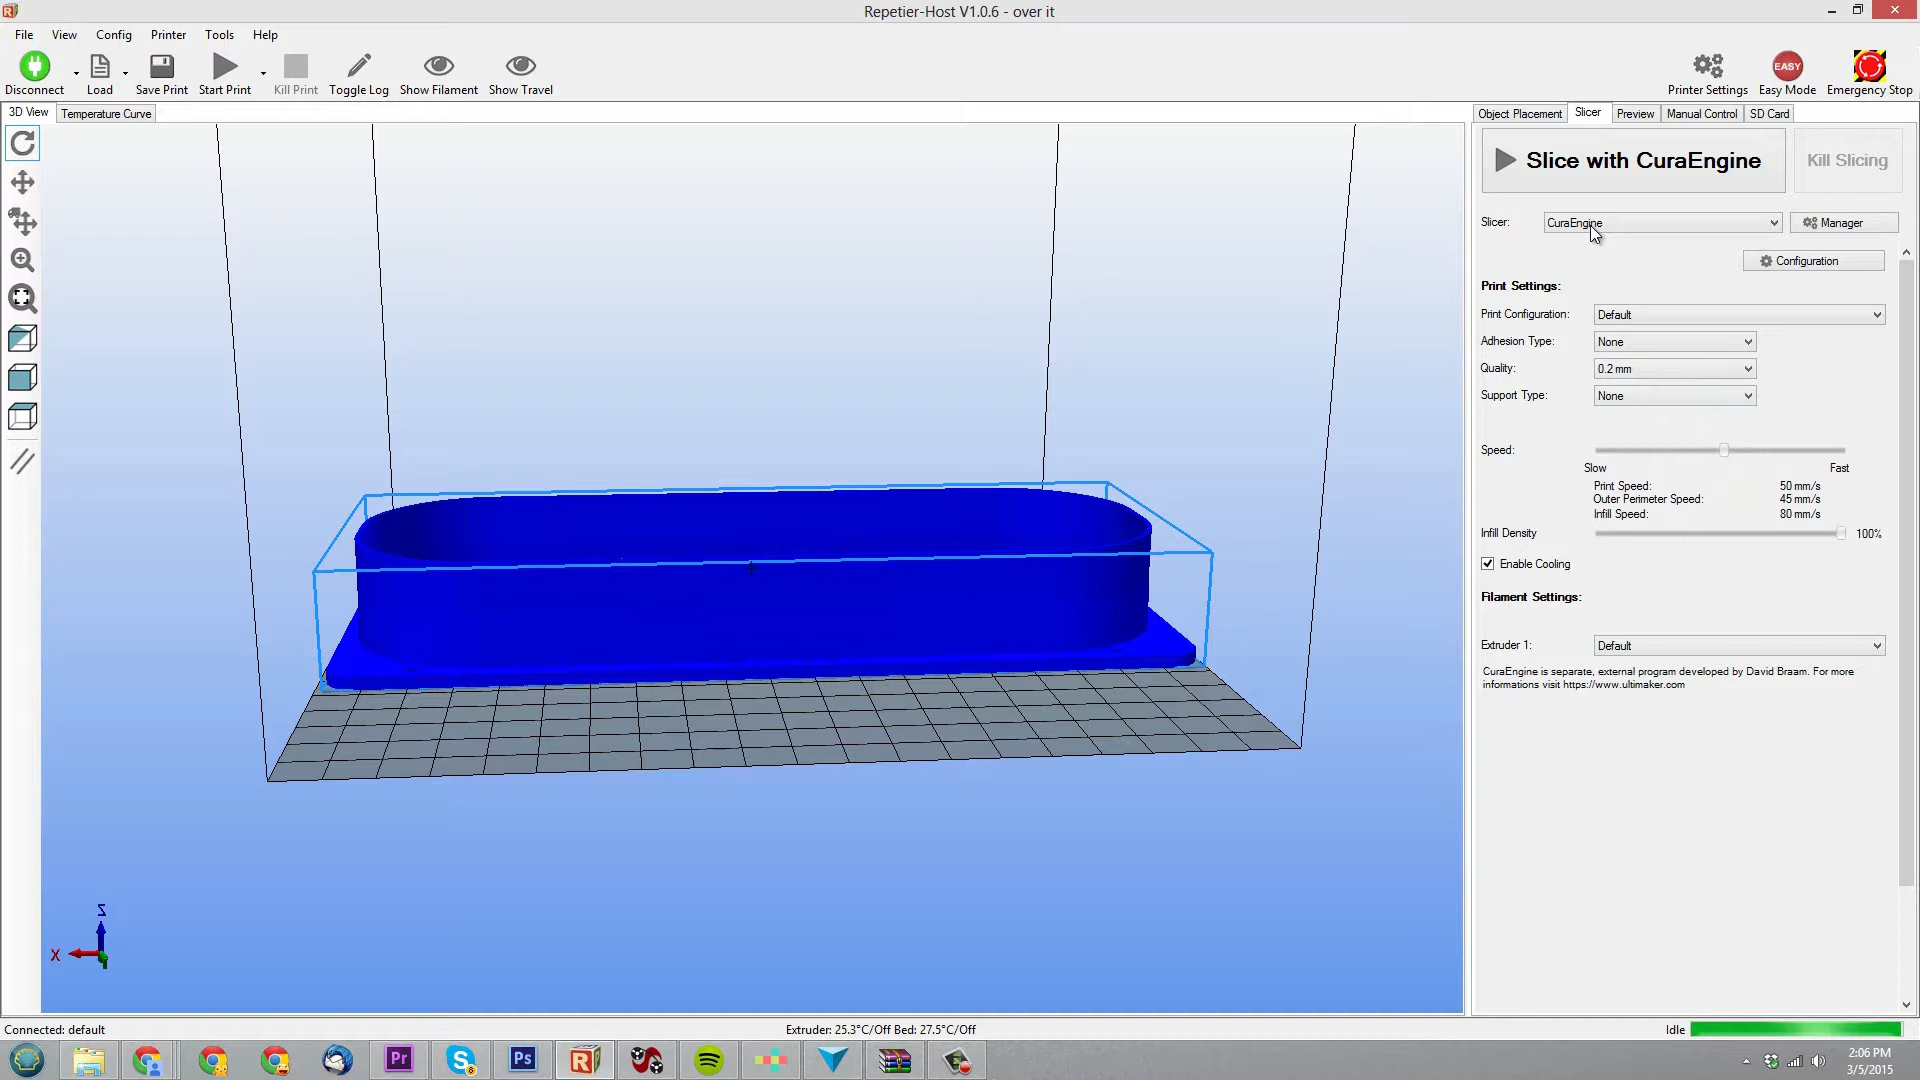 Repetier-Host V1.0.6 - over it
File View Config Printer Tools Help
Disconnect Load Save Print Start Print Kill Print Toggle Log Show Filament Show Travel Printer Settings EASY Easy Mode Emergency Stop
3D View Temperature Curve Object Placement Slicer Preview Manual Control SD Card
Slice with CuraEngine Kill Slicing
Slicer: CuraEngine Manager
Configuration
Print Settings:
Print Configuration: Default
Adhesion Type: None
Quality: 0.2 mm
Support Type: None
Speed:
Slow Fast
Print Speed: 50 mm/s
Outer Perimeter Speed: 45 mm/s
Infill Speed: 80 mm/s
Infill Density 100%
Enable Cooling
Filament Settings:
Extruder 1: Default
CuraEngine is separate, external program developed by David Braam. For more
informations visit https://www.ultimaker.com
Z
X
Connected: default Extruder: 25.3°C/Off Bed: 27.5°C/Off Idle
Pr S 8 Ps R
2:06 PM
3/5/2015